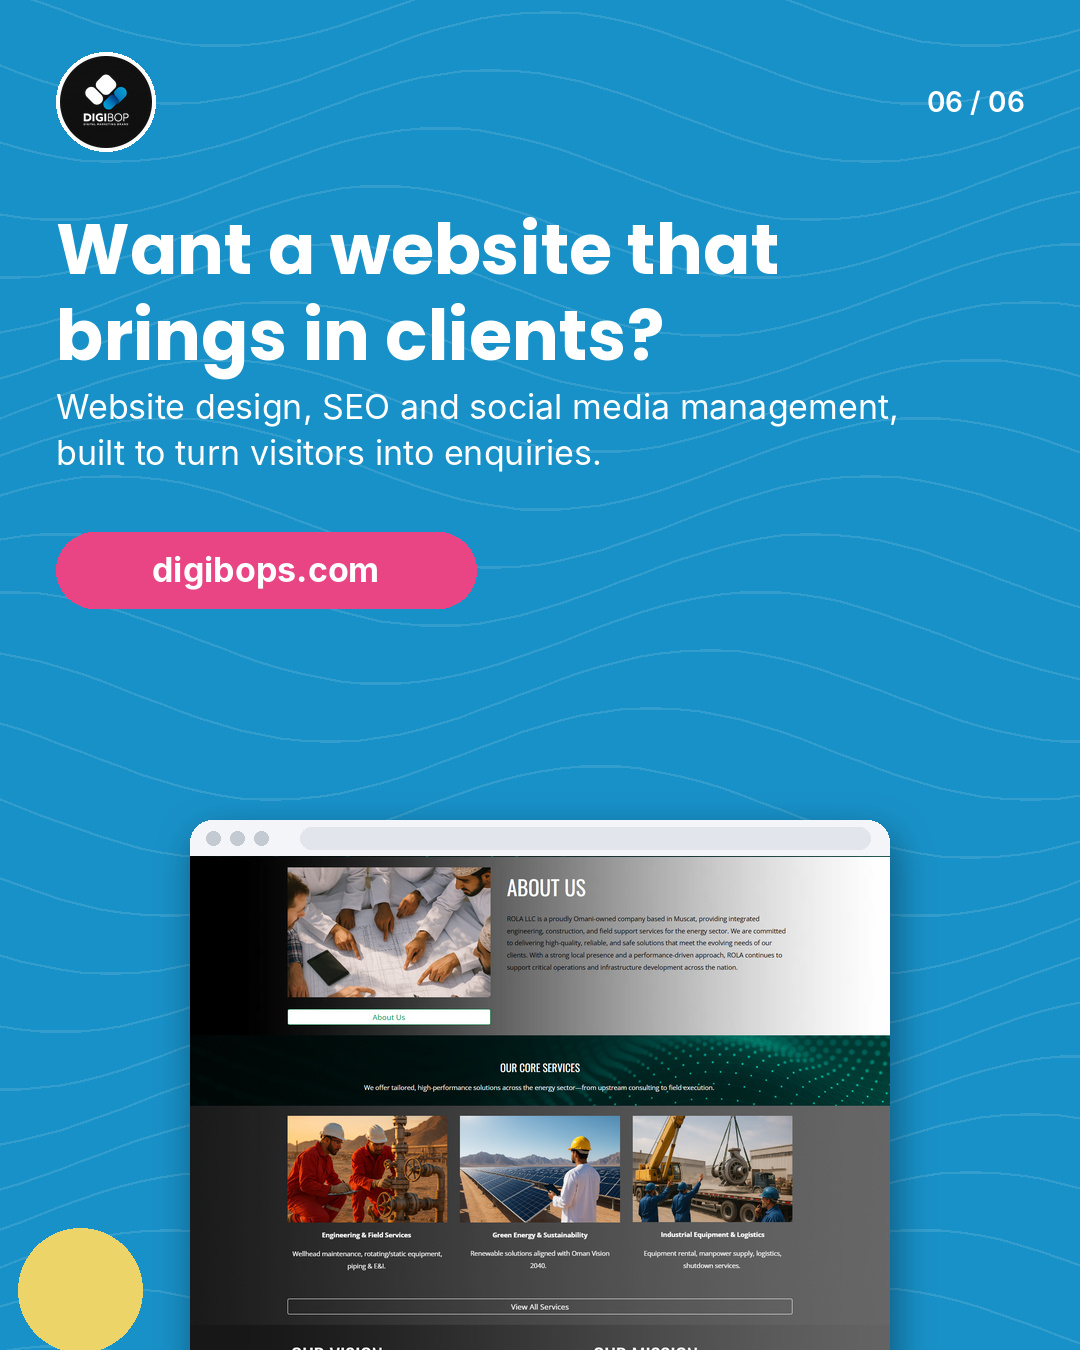 DIGIBOP
DIGITAL MARKETING BRAND
06 / 06
Want a website that
brings in clients?
Website design, SEO and social media management,
built to turn visitors into enquiries.
digibops.com
ABOUT US
ROLA LLC is a proudly Omani-owned company based in Muscat, providing integrated
engineering, construction, and field support services for the energy sector. We are committed
to delivering high-quality, reliable, and safe solutions that meet the evolving needs of our
clients. With a strong local presence and a performance-driven approach, ROLA continues to
support critical operations and infrastructure development across the nation.
About Us
OUR CORE SERVICES
We offer tailored, high-performance solutions across the energy sector—from upstream consulting to field execution.
Engineering & Field Services
Wellhead maintenance, rotating/static equipment,
piping & E&I.
Green Energy & Sustainability
Renewable solutions aligned with Oman Vision
2040.
Industrial Equipment & Logistics
Equipment rental, manpower supply, logistics,
shutdown services.
View All Services
OUR VISION
OUR MISSION